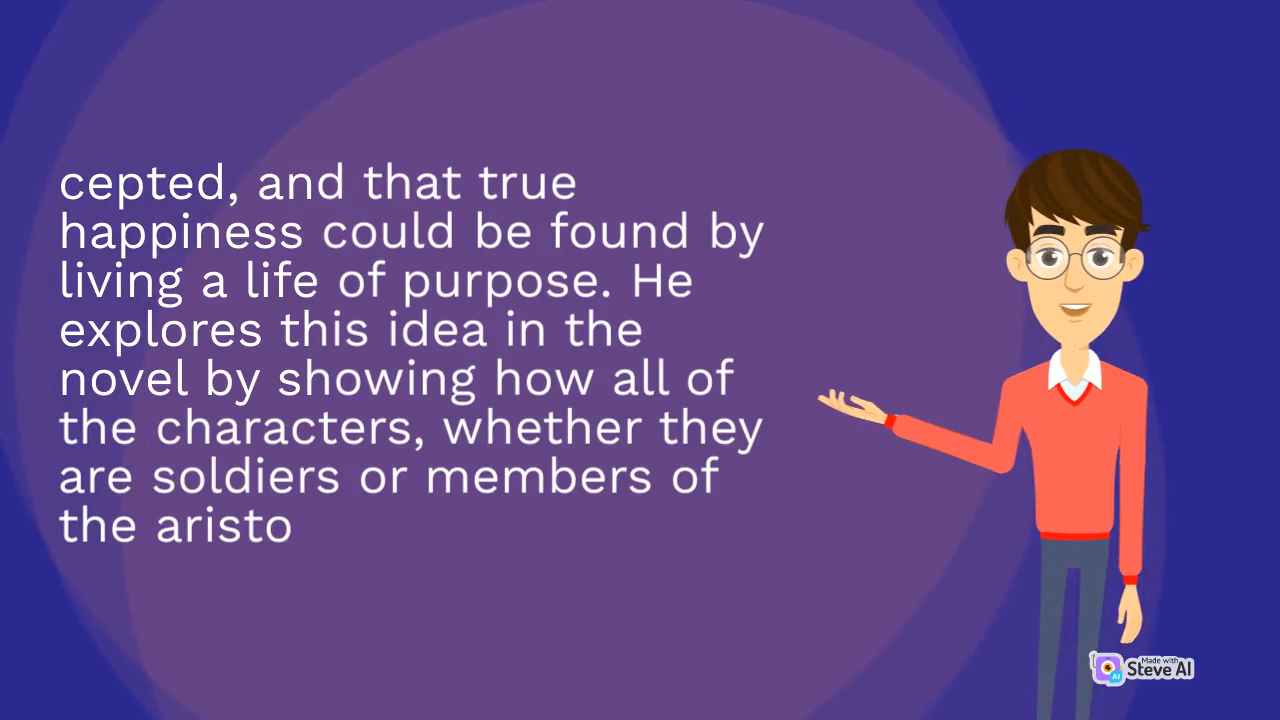 cepted, and that true
happiness could be found by
living a life of purpose. He
explores this idea in the
novel by showing how all of
the characters, whether they
are soldiers or members of
the aristo
Made with
Steve AI
AI